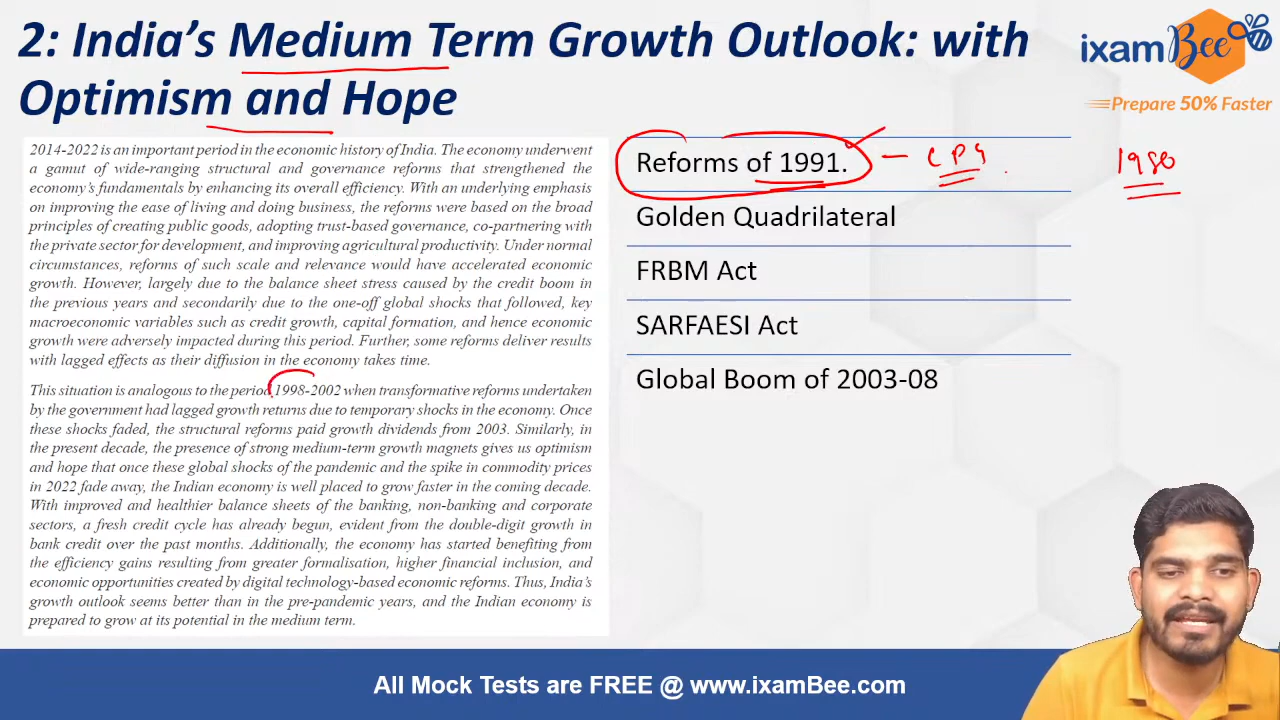 2: India's Medium Term Growth Outlook: with
Optimism and Hope
ixamBee
Prepare 50% Faster
2014-2022 is an important period in the economic history of India. The economy underwent
a gamut of wide-ranging structural and governance reforms that strengthened the
economy's fundamentals by enhancing its overall efficiency. With an underlying emphasis
on improving the ease of living and doing business, the reforms were based on the broad
principles of creating public goods, adopting trust-based governance, co-partnering with
the private sector for development, and improving agricultural productivity. Under normal
circumstances, reforms of such scale and relevance would have accelerated economic
growth. However, largely due to the balance sheet stress caused by the credit boom in
the previous years and secondarily due to the one-off global shocks that followed, key
macroeconomic variables such as credit growth, capital formation, and hence economic
growth were adversely impacted during this period. Further, some reforms deliver results
with lagged effects as their diffusion in the economy takes time.
This situation is analogous to the period 1998-2002 when transformative reforms undertaken
by the government had lagged growth returns due to temporary shocks in the economy. Once
these shocks faded, the structural reforms paid growth dividends from 2003. Similarly, in
the present decade, the presence of strong medium-term growth magnets gives us optimism
and hope that once these global shocks of the pandemic and the spike in commodity prices
in 2022 fade away, the Indian economy is well placed to grow faster in the coming decade.
With improved and healthier balance sheets of the banking, non-banking and corporate
sectors, a fresh credit cycle has already begun, evident from the double-digit growth in
bank credit over the past months. Additionally, the economy has started benefiting from
the efficiency gains resulting from greater formalisation, higher financial inclusion, and
economic opportunities created by digital technology-based economic reforms. Thus, India's
growth outlook seems better than in the pre-pandemic years, and the Indian economy is
prepared to grow at its potential in the medium term.
Reforms of 1991.
1980
Golden Quadrilateral
FRBM Act
SARFAESI Act
Global Boom of 2003-08
All Mock Tests are FREE @ www.ixamBee.com